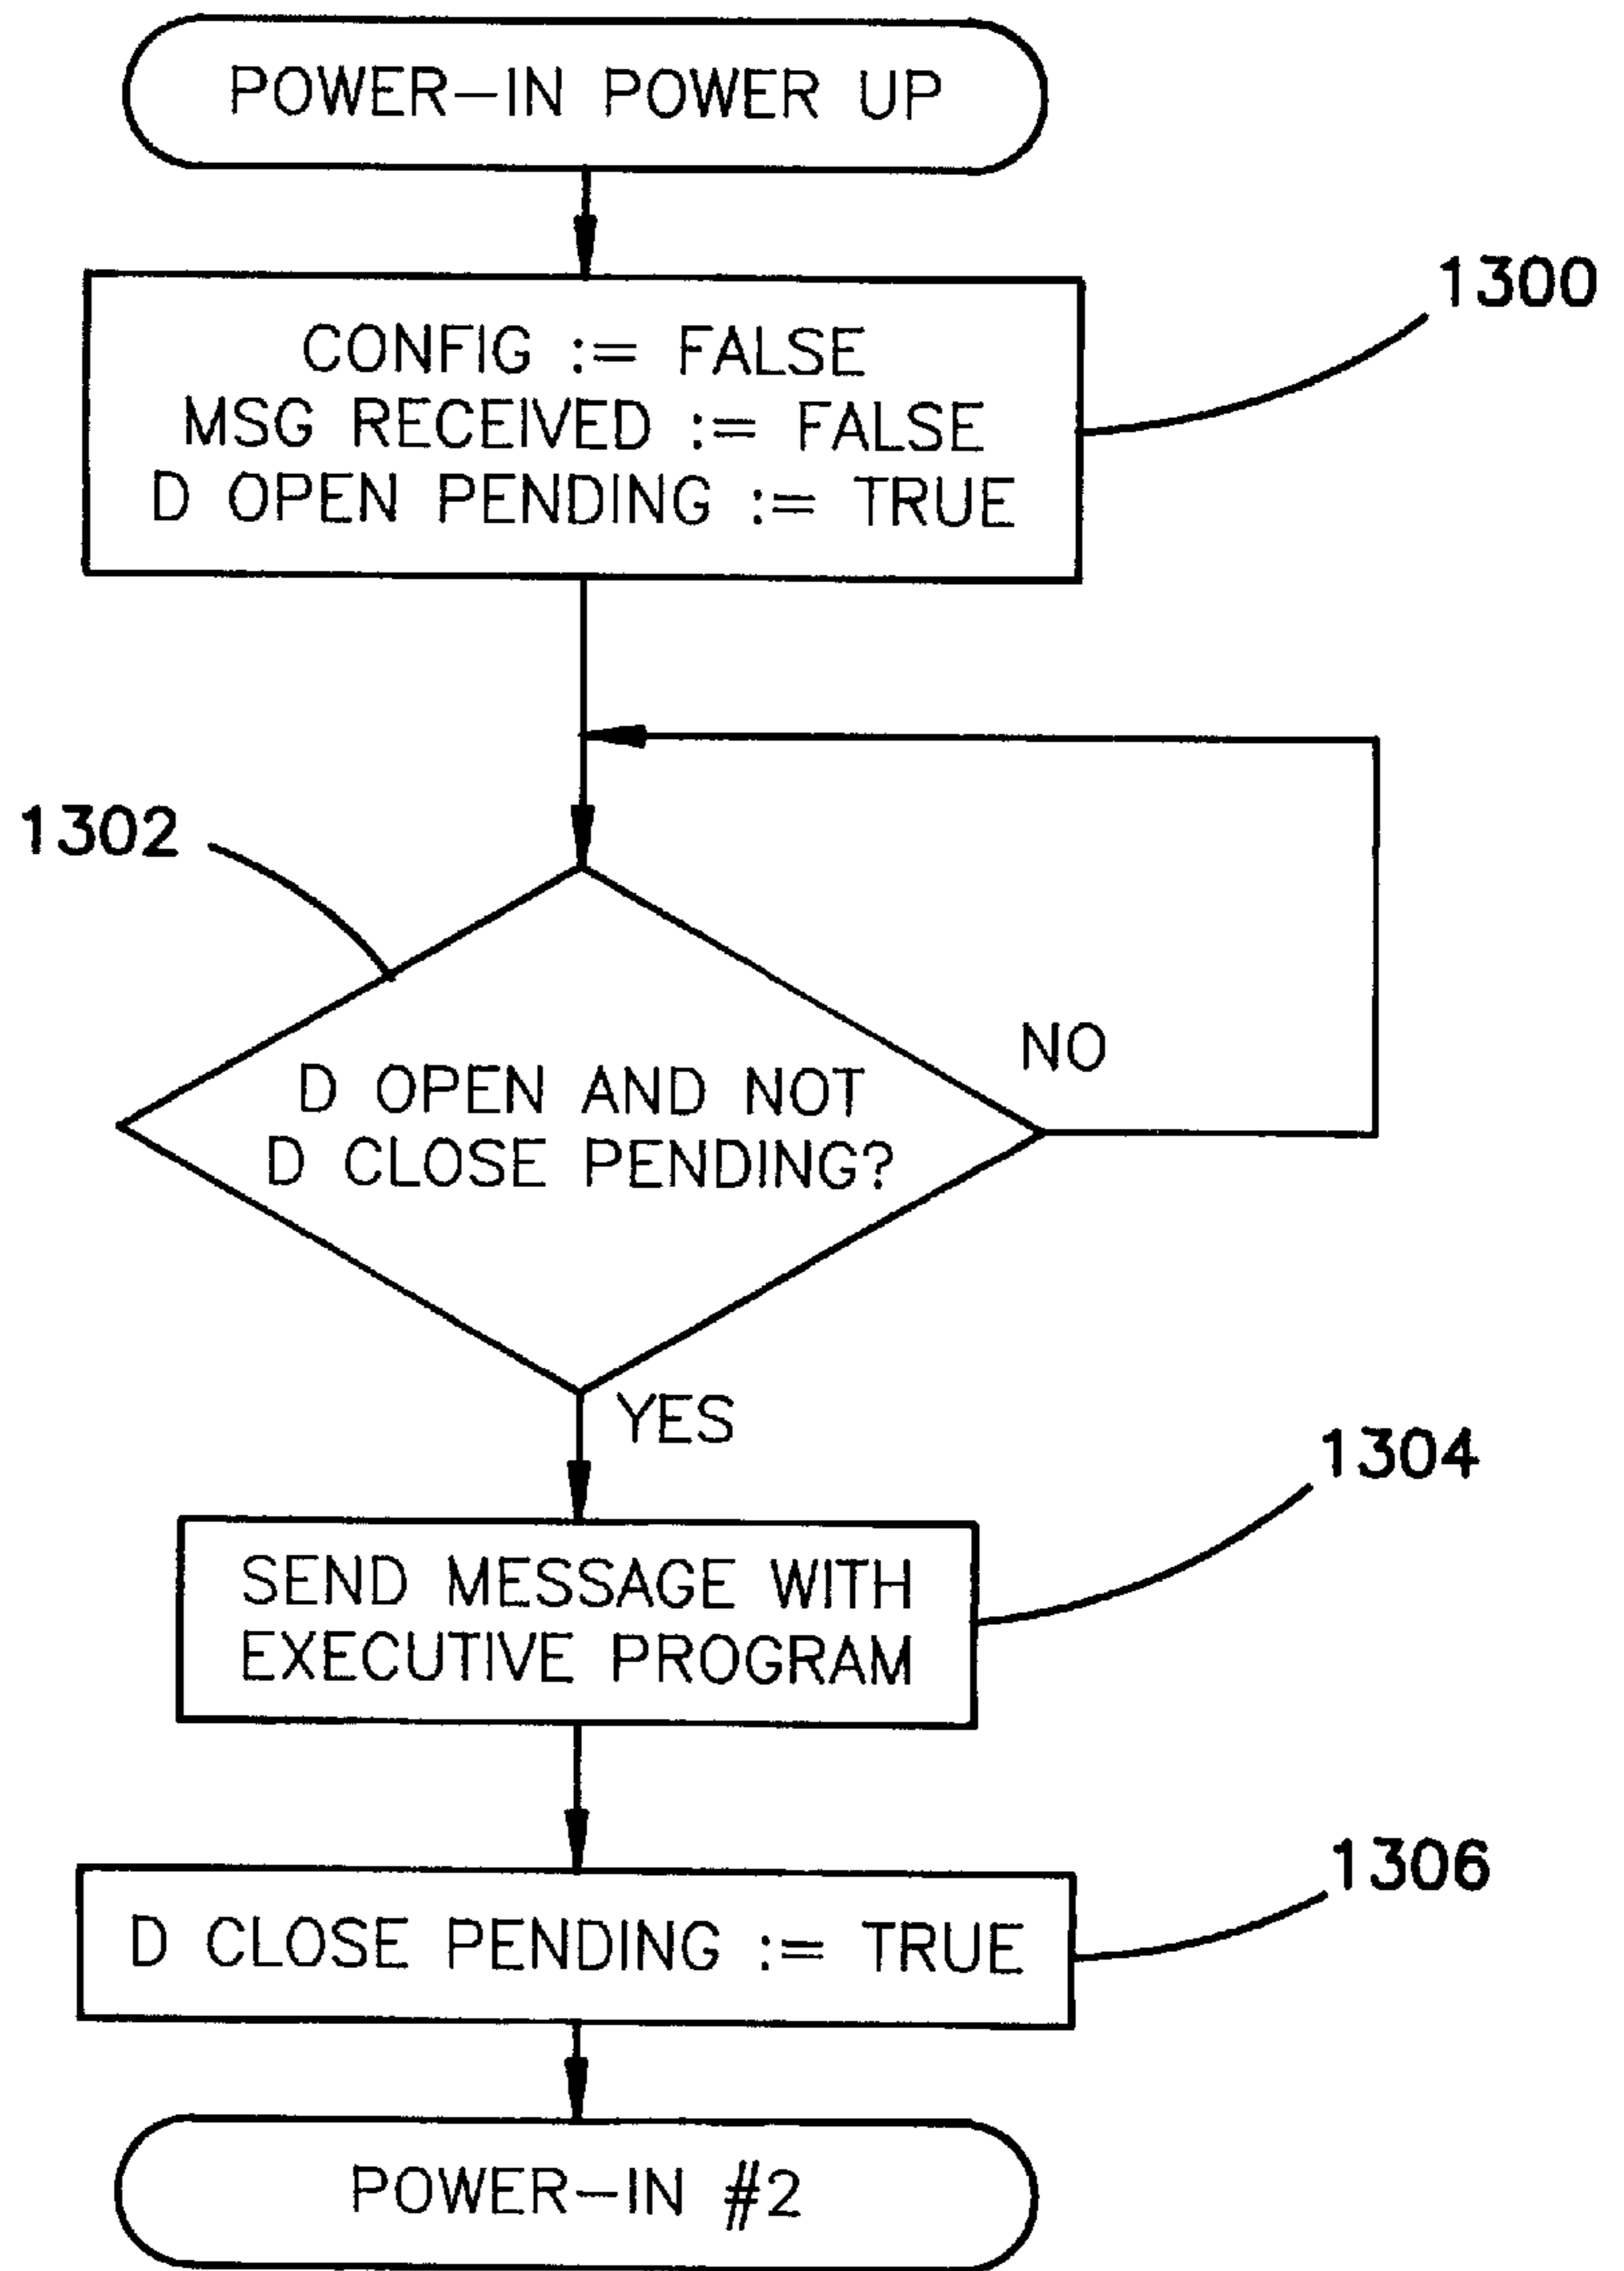 POWER-IN POWER UP
1300
CONFIG := FALSE
MSG RECEIVED := FALSE
D OPEN PENDING := TRUE
1302
D OPEN AND NOT
D CLOSE PENDING?
NO
YES
1304
SEND MESSAGE WITH
EXECUTIVE PROGRAM
1306
D CLOSE PENDING := TRUE
POWER-IN #2